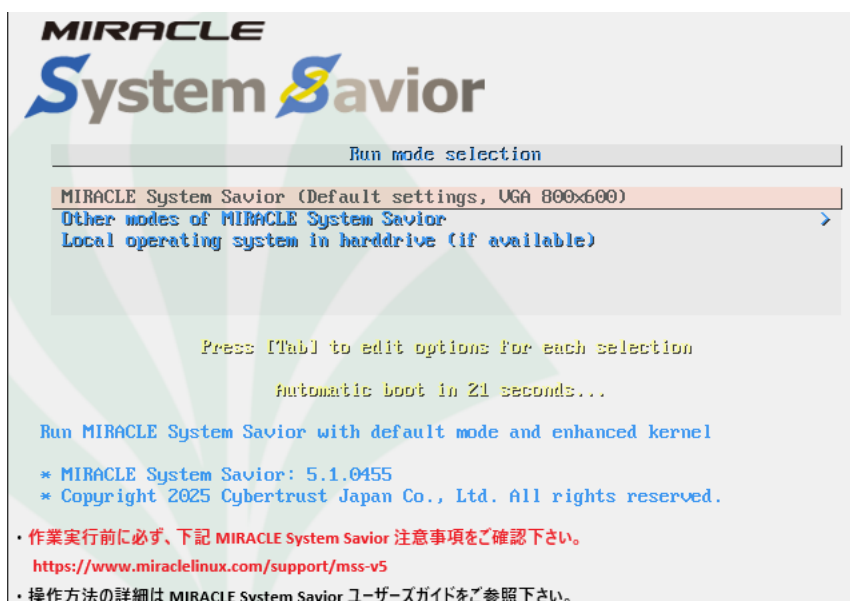 MIRACLE
System Savior
Run mode selection
MIRACLE System Savior (Default settings, VGA 800x600)
Other modes of MIRACLE System Savior >
Local operating system in harddrive (if available)
Press [Tab] to edit options for each selection
Automatic boot in 21 seconds...
Run MIRACLE System Savior with default mode and enhanced kernel
* MIRACLE System Savior: 5.1.0455
* Copyright 2025 Cybertrust Japan Co., Ltd. All rights reserved.
・作業実行前に必ず、下記 MIRACLE System Savior 注意事項をご確認下さい。
https://www.miraclelinux.com/support/mss-v5
・操作方法の詳細は MIRACLE System Savior ユーザーズガイドをご参照下さい。